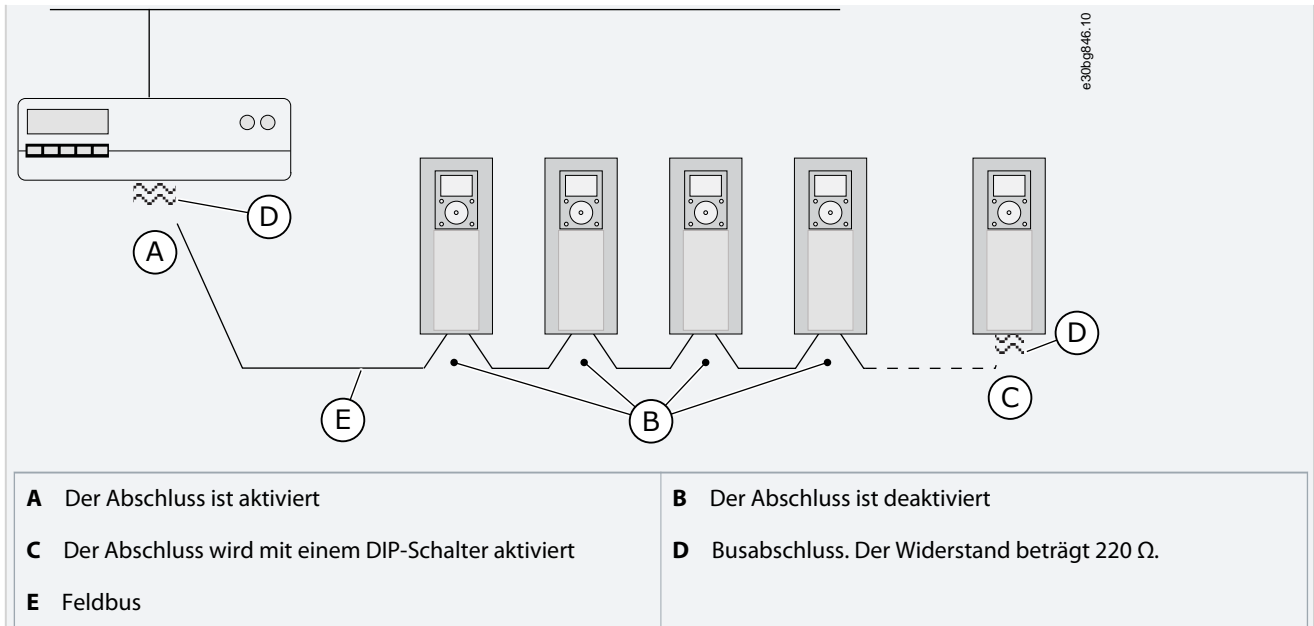 e30bg846.10
D
A
D
E
B
C
A Der Abschluss ist aktiviert
B Der Abschluss ist deaktiviert
C Der Abschluss wird mit einem DIP-Schalter aktiviert
D Busabschluss. Der Widerstand beträgt 220 Ω.
E Feldbus